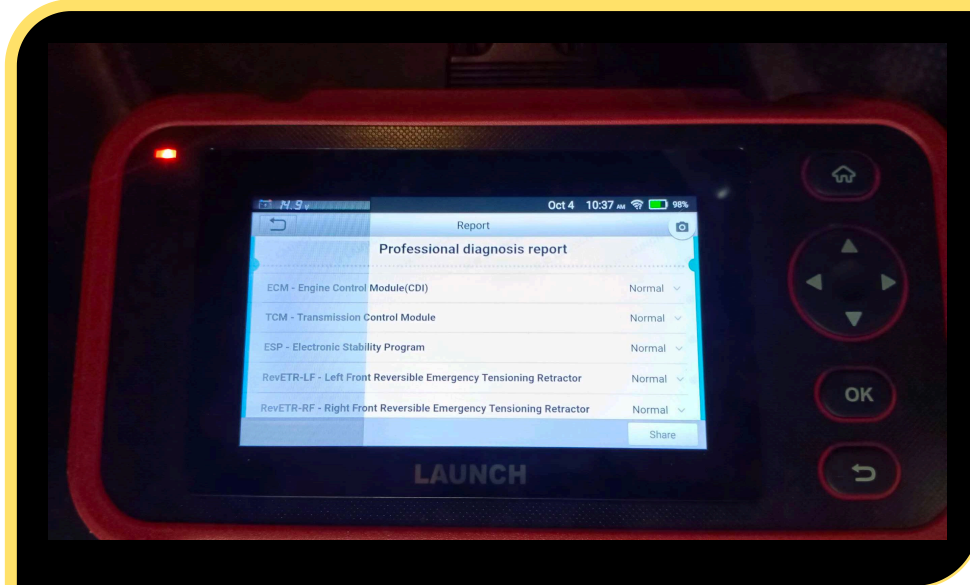 14.9v Oct 4 10:37 AM 98%
Report
Professional diagnosis report
ECM - Engine Control Module(CDI) Normal
TCM - Transmission Control Module Normal
ESP - Electronic Stability Program Normal
RevETR-LF - Left Front Reversible Emergency Tensioning Retractor Normal
RevETR-RF - Right Front Reversible Emergency Tensioning Retractor Normal
Share
OK
LAUNCH